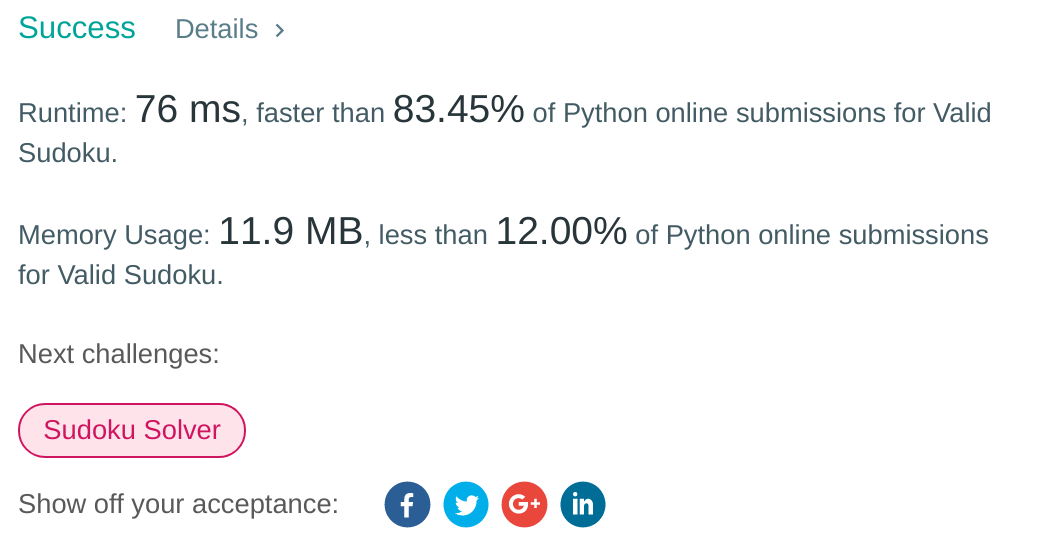 Success Details >
Runtime: 76 ms, faster than 83.45% of Python online submissions for Valid
Sudoku.
Memory Usage: 11.9 MB, less than 12.00% of Python online submissions
for Valid Sudoku.
Next challenges:
Sudoku Solver
Show off your acceptance: f G+ in